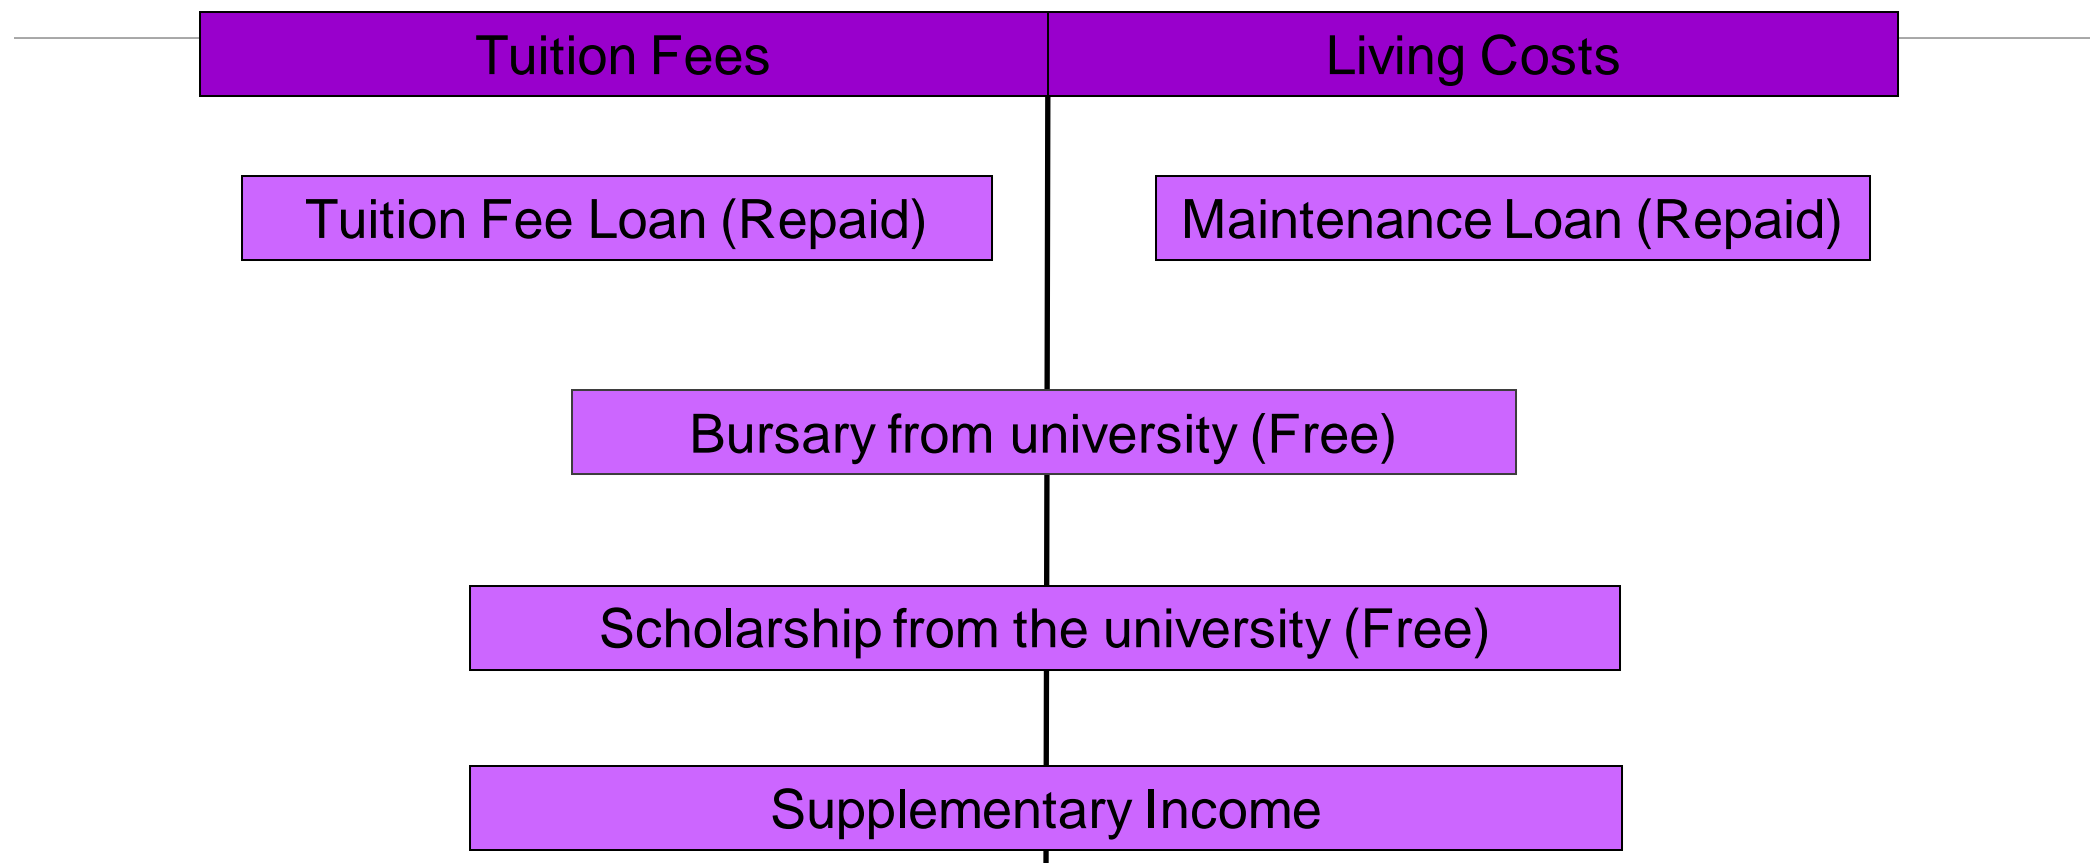 Tuition Fees
Living Costs
Tuition Fee Loan (Repaid)
Maintenance Loan (Repaid)
Bursary from university (Free)
Scholarship from the university (Free)
Supplementary Income